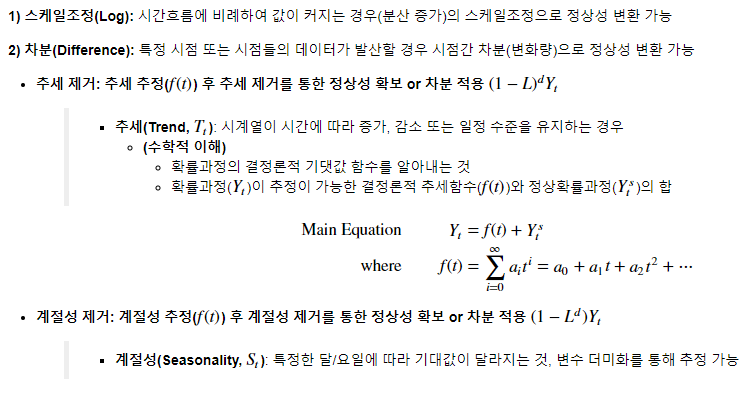 1) 스케일조정(Log): 시간흐름에 비례하여 값이 커지는 경우(분산 증가)의 스케일조정으로 정상성 변환 가능
2) 차분(Difference): 특정 시점 또는 시점들의 데이터가 발산할 경우 시점간 차분(변화량)으로 정상성 변환 가능
• 추세 제거: 추세 추정(f(t)) 후 추세 제거를 통한 정상성 확보 or 차분 적용 (1 − L)^d Y_t
▪ 추세(Trend, T_t): 시계열이 시간에 따라 증가, 감소 또는 일정 수준을 유지하는 경우
◦ (수학적 이해)
◦ 확률과정의 결정론적 기댓값 함수를 알아내는 것
◦ 확률과정(Y_t)이 추정이 가능한 결정론적 추세함수(f(t))와 정상확률과정(Y_t^s)의 합
Main Equation Y_t = f(t) + Y_t^s
where f(t) = ∑_{i=0}^{∞} a_i t^i = a_0 + a_1 t + a_2 t^2 + ⋯
• 계절성 제거: 계절성 추정(f(t)) 후 계절성 제거를 통한 정상성 확보 or 차분 적용 (1 − L^d)Y_t
▪ 계절성(Seasonality, S_t): 특정한 달/요일에 따라 기대값이 달라지는 것, 변수 더미화를 통해 추정 가능